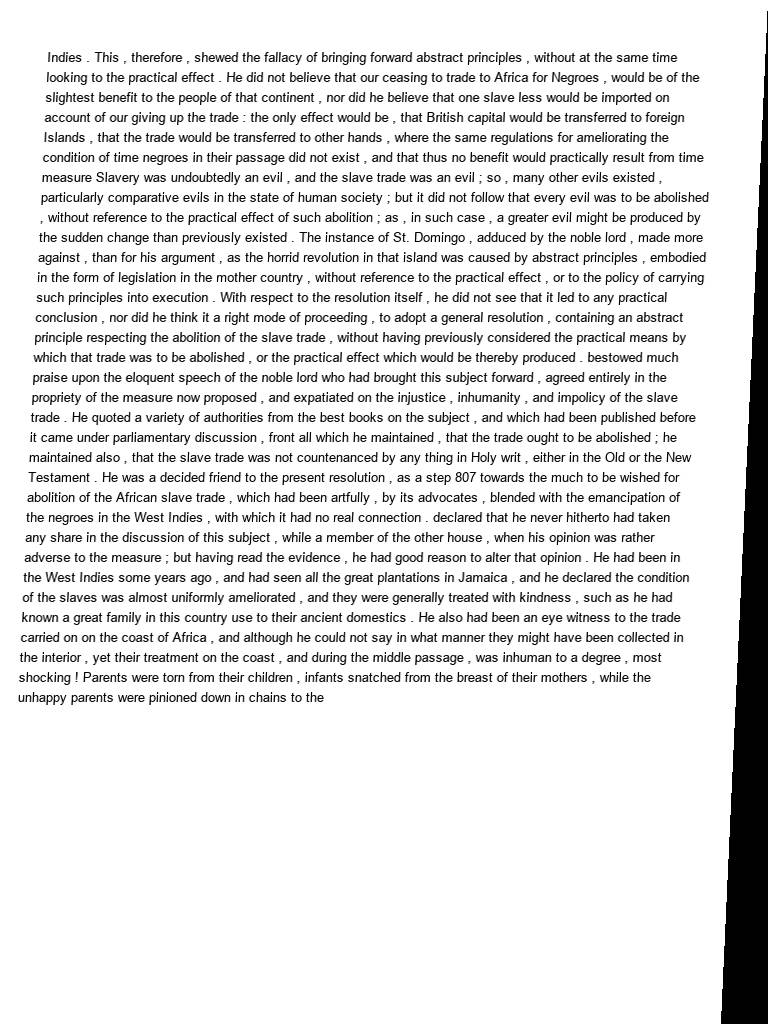 Indies . This , therefore , shewed the fallacy of bringing forward abstract principles , without at the same time
looking to the practical effect . He did not believe that our ceasing to trade to Africa for Negroes , would be of the
slightest benefit to the people of that continent , nor did he believe that one slave less would be imported on
account of our giving up the trade : the only effect would be , that British capital would be transferred to foreign
Islands , that the trade would be transferred to other hands , where the same regulations for ameliorating the
condition of time negroes in their passage did not exist , and that thus no benefit would practically result from time
measure Slavery was undoubtedly an evil , and the slave trade was an evil ; so , many other evils existed ,
particularly comparative evils in the state of human society ; but it did not follow that every evil was to be abolished
, without reference to the practical effect of such abolition ; as , in such case , a greater evil might be produced by
the sudden change than previously existed . The instance of St. Domingo , adduced by the noble lord , made more
against , than for his argument , as the horrid revolution in that island was caused by abstract principles , embodied
in the form of legislation in the mother country , without reference to the practical effect , or to the policy of carrying
such principles into execution . With respect to the resolution itself , he did not see that it led to any practical
conclusion , nor did he think it a right mode of proceeding , to adopt a general resolution , containing an abstract
principle respecting the abolition of the slave trade , without having previously considered the practical means by
which that trade was to be abolished , or the practical effect which would be thereby produced . bestowed much
praise upon the eloquent speech of the noble lord who had brought this subject forward , agreed entirely in the
propriety of the measure now proposed , and expatiated on the injustice , inhumanity , and impolicy of the slave
trade . He quoted a variety of authorities from the best books on the subject , and which had been published before
it came under parliamentary discussion , front all which he maintained , that the trade ought to be abolished ; he
maintained also , that the slave trade was not countenanced by any thing in Holy writ , either in the Old or the New
Testament . He was a decided friend to the present resolution , as a step 807 towards the much to be wished for
abolition of the African slave trade , which had been artfully , by its advocates , blended with the emancipation of
the negroes in the West Indies , with which it had no real connection . declared that he never hitherto had taken
any share in the discussion of this subject , while a member of the other house , when his opinion was rather
adverse to the measure ; but having read the evidence , he had good reason to alter that opinion . He had been in
the West Indies some years ago , and had seen all the great plantations in Jamaica , and he declared the condition
of the slaves was almost uniformly ameliorated , and they were generally treated with kindness , such as he had
known a great family in this country use to their ancient domestics . He also had been an eye witness to the trade
carried on on the coast of Africa , and although he could not say in what manner they might have been collected in
the interior , yet their treatment on the coast , and during the middle passage , was inhuman to a degree , most
shocking ! Parents were torn from their children , infants snatched from the breast of their mothers , while the
unhappy parents were pinioned down in chains to the